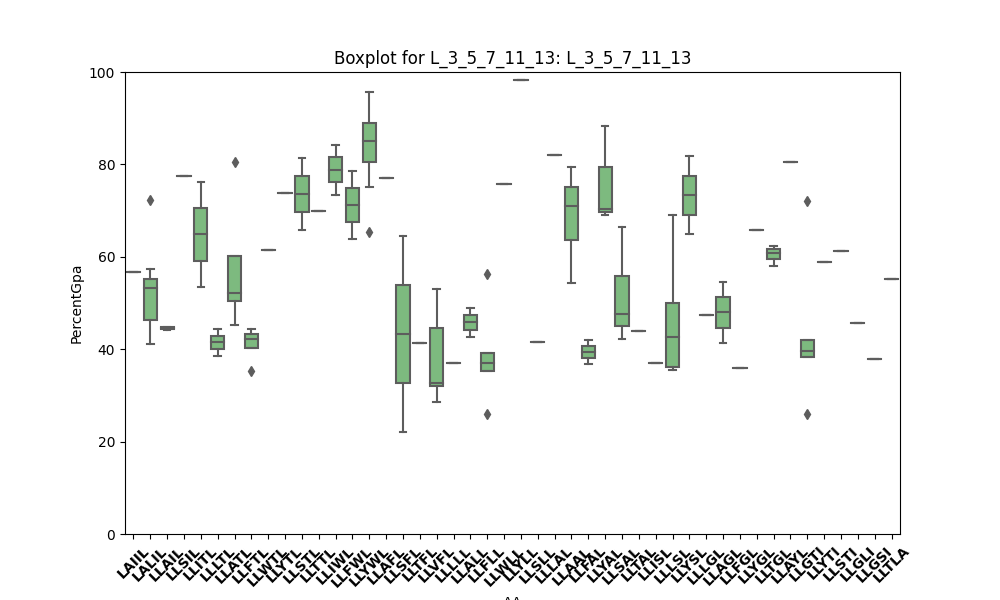 Boxplot for L_3_5_7_11_13: L_3_5_7_11_13
100
80
60
40
20
0
PercentGpa
LAIIL LALIL LLAIL LLSIL LLITL LLLTL LLATL LLFTL LLWTL LLYTL LLSTL LLTTL LLIWL LLFWL LLYWL LLAFL LLSFL LLTFL LLVFL LLLLL LLALL LLFLL LLWLL LLYLL LLSLL LLLAL LLAAL LLFAL LLYAL LLSAL LLTAL LLISL LLLSL LLYSL LLLGL LLAGL LLFGL LLYGL LLTGL LLAYL LLGTI LLYTI LLSTI LLGLI LLGSI LLTLA